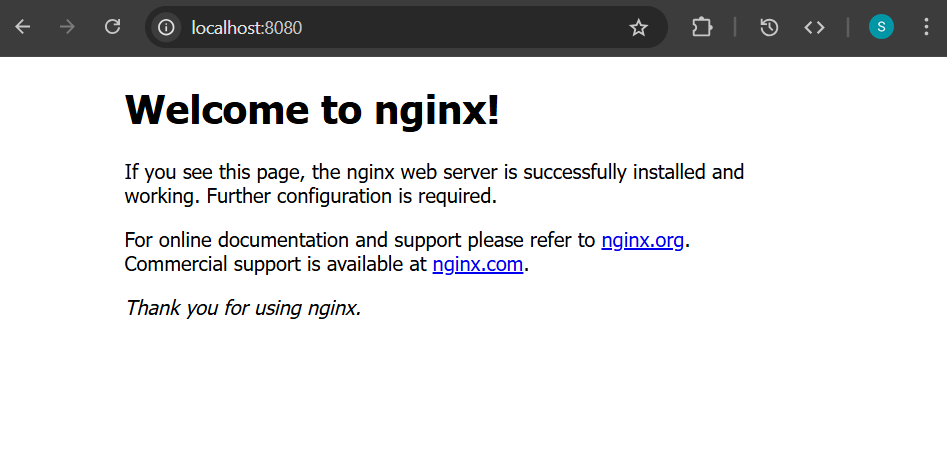 localhost:8080
S
Welcome to nginx!
If you see this page, the nginx web server is successfully installed and
working. Further configuration is required.
For online documentation and support please refer to nginx.org.
Commercial support is available at nginx.com.
Thank you for using nginx.